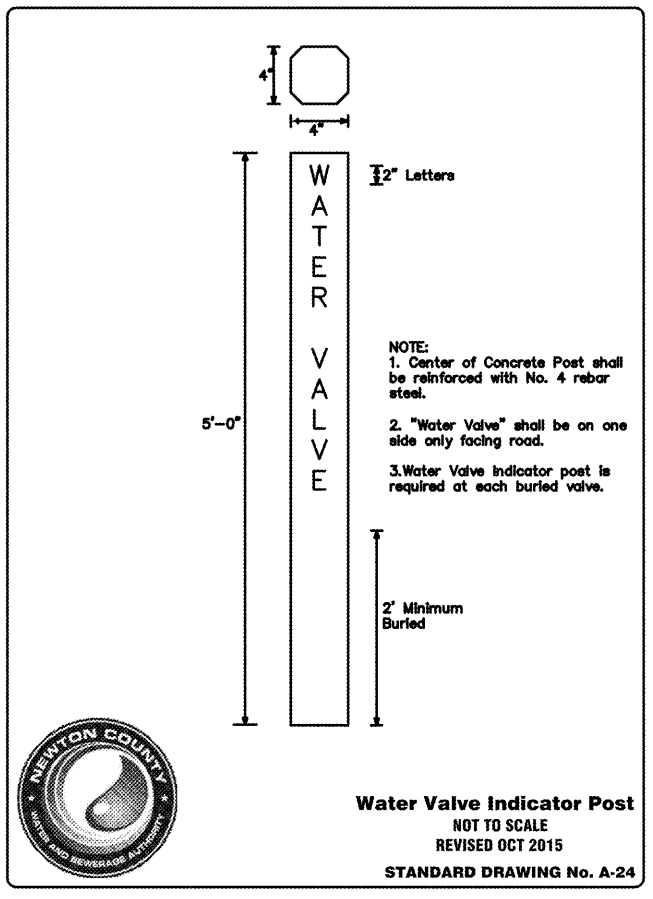 4"
4"
W
A
T
E
R
V
A
L
V
E
2" Letters
5'-0"
NOTE:
1. Center of Concrete Post shall
be reinforced with No. 4 rebar
steel.
2. "Water Valve" shall be on one
side only facing road.
3.Water Valve indicator post is
required at each buried valve.
2' Minimum
Buried
NEWTON COUNTY
WATER AND SEWERAGE AUTHORITY
Water Valve Indicator Post
NOT TO SCALE
REVISED OCT 2015
STANDARD DRAWING No. A-24